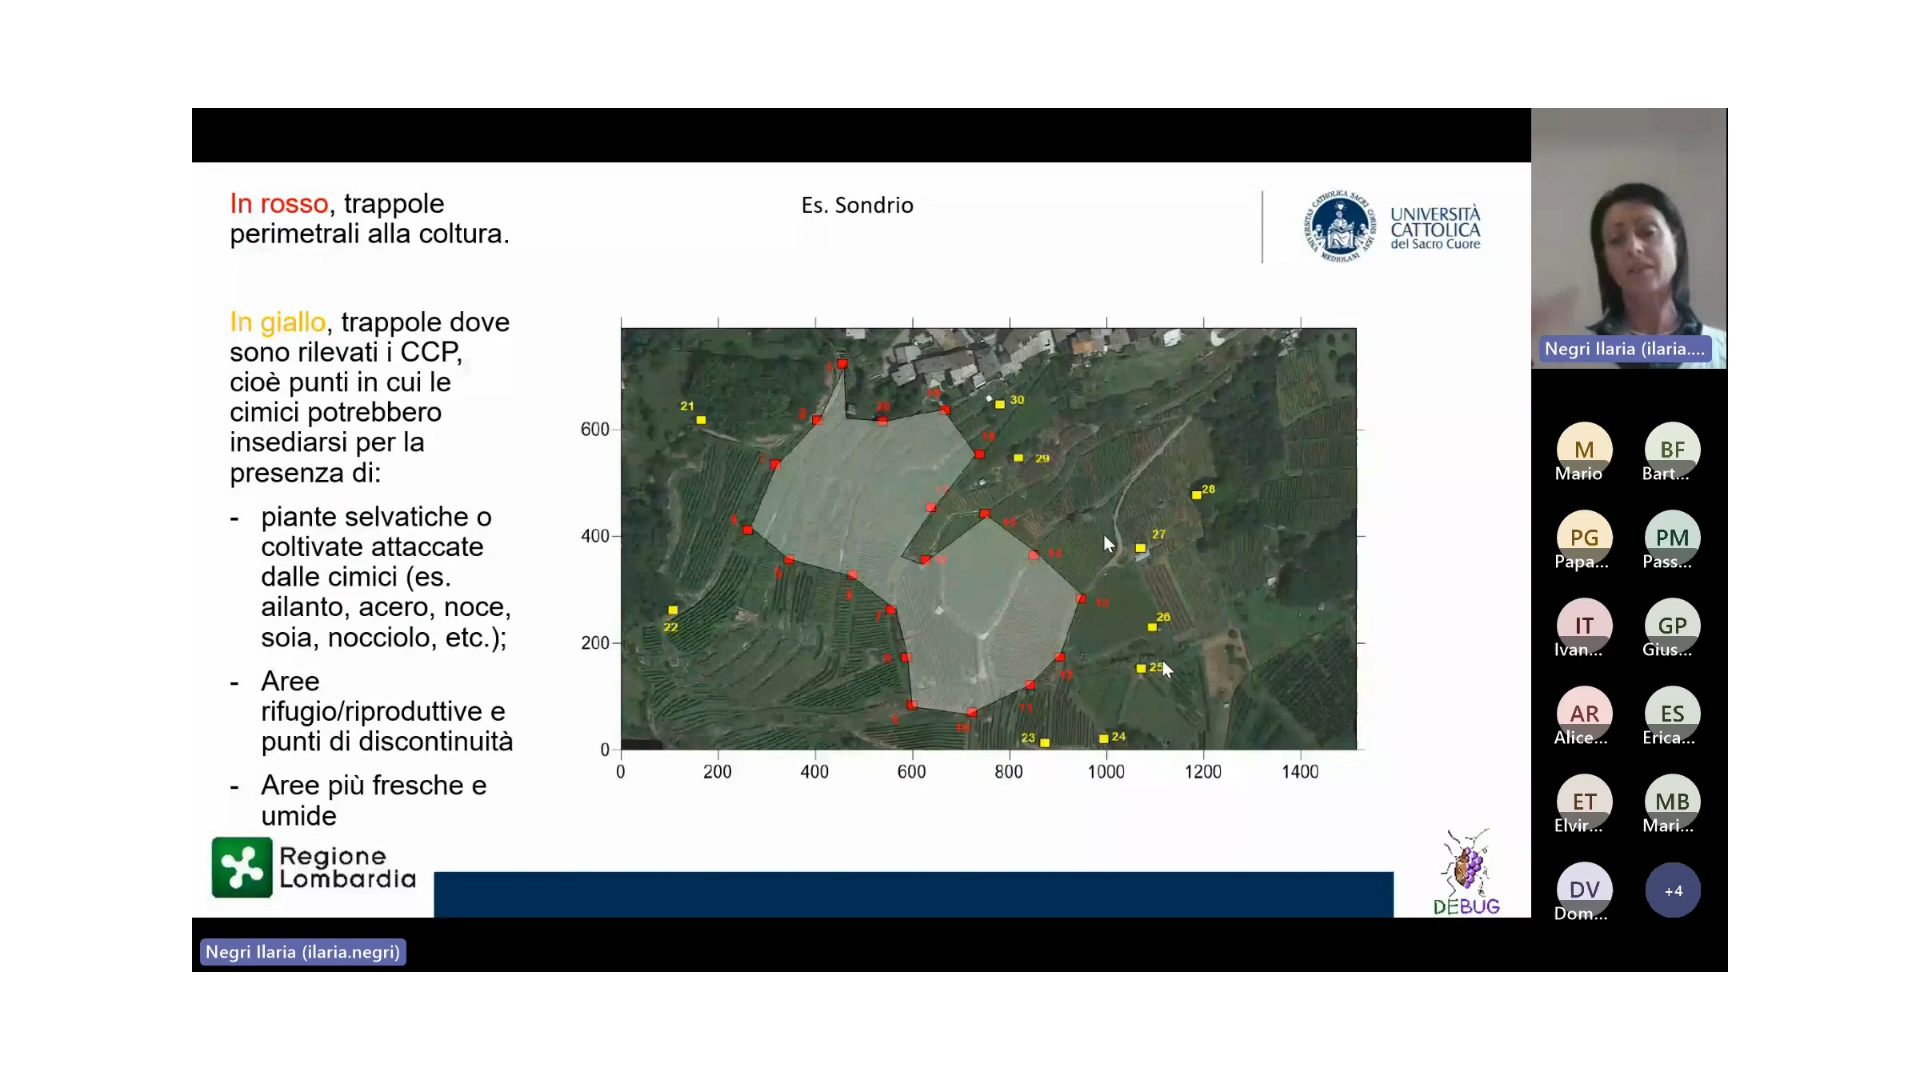 In rosso, trappole
perimetrali alla coltura.
Es. Sondrio
UNIVERSITÀ
CATTOLICA
del Sacro Cuore
In giallo, trappole dove
sono rilevati i CCP,
cioè punti in cui le
cimici potrebbero
insediarsi per la
presenza di:
- piante selvatiche o
coltivate attaccate
dalle cimici (es.
ailanto, acero, noce,
soia, nocciolo, etc.);
- Aree
rifugio/riproduttive e
punti di discontinuità
- Aree più fresche e
umide
600
400
200
0
0 200 400 600 800 1000 1200 1400
21
30
29
28
27
22
26
25
23
24
Regione
Lombardia
DEBUG
Negri Ilaria (ilaria....
M
Mario
BF
Bart...
PG
Papa...
PM
Pass...
IT
Ivan...
GP
Gius...
AR
Alice...
ES
Erica...
ET
Elvir...
MB
Mari...
DV
Dom...
+4
Negri Ilaria (ilaria.negri)